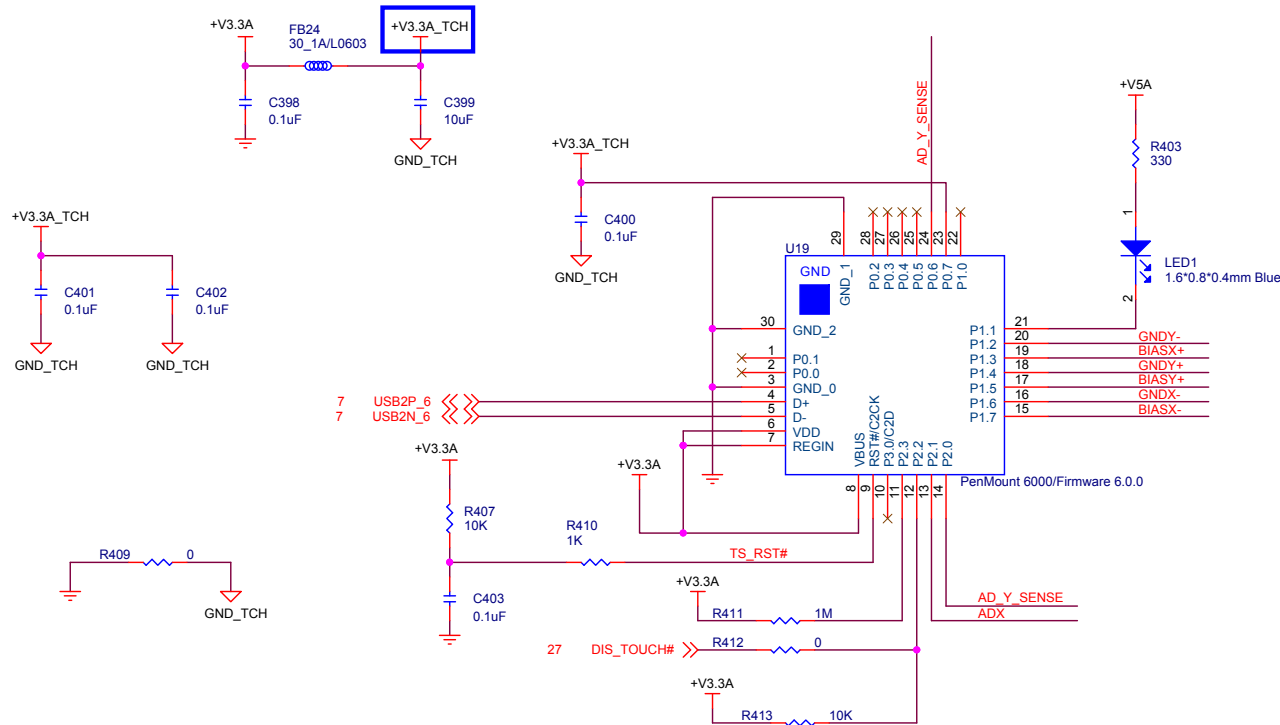 +V3.3A
FB24
30_1A/L0603
+V3.3A_TCH
C398
0.1uF
C399
10uF
GND_TCH
+V3.3A_TCH
C400
0.1uF
GND_TCH
AD_Y_SENSE
+V5A
R403
330
1
LED1
1.6*0.8*0.4mm Blue
2
+V3.3A_TCH
C401
0.1uF
C402
0.1uF
GND_TCH
GND_TCH
U19
GND
29
28
27
26
25
24
23
22
GND_1
P0.2
P0.3
P0.4
P0.5
P0.6
P0.7
P1.0
30
GND_2
1
P0.1
2
P0.0
3
GND_0
4
D+
5
D-
6
VDD
7
REGIN
7
USB2P_6
7
USB2N_6
P1.1
21
P1.2
20
GNDY-
P1.3
19
BIASX+
P1.4
18
GNDY+
P1.5
17
BIASY+
P1.6
16
GNDX-
P1.7
15
BIASX-
VBUS
RST#/C2CK
P3.0/C2D
P2.3
P2.2
P2.1
P2.0
8
9
10
11
12
13
14
PenMount 6000/Firmware 6.0.0
+V3.3A
+V3.3A
R407
10K
R410
1K
TS_RST#
C403
0.1uF
R409
0
GND_TCH
+V3.3A
R411
1M
27
DIS_TOUCH#
R412
0
+V3.3A
R413
10K
AD_Y_SENSE
ADX